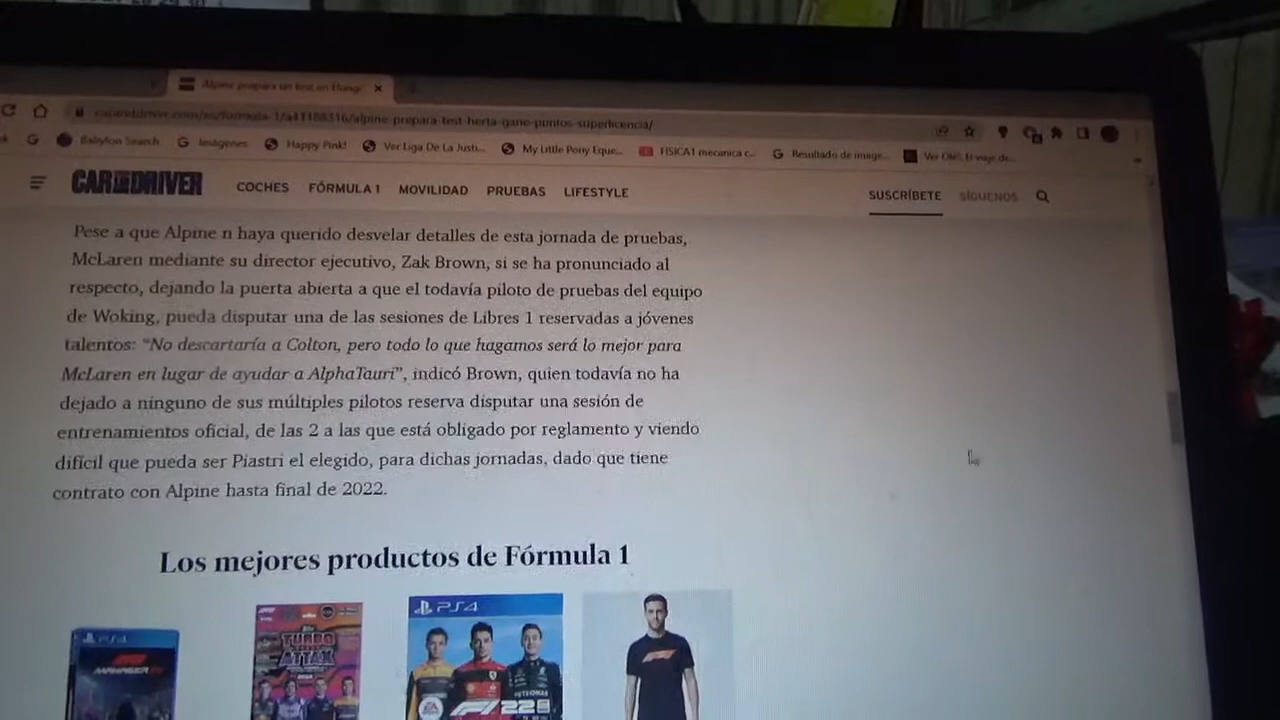 Alpine prepara un test en Hung
caranddriver.com/es/formula-1/a41188316/alpine-prepara-test-herta-gane-puntos-superlicencia/
Babylon Search Imágenes Happy Pink! Ver Liga De La Justi... My Little Pony Eque... FISICA1 mecanica c... Resultado de image...
CAR AND DRIVER COCHES FÓRMULA 1 MOVILIDAD PRUEBAS LIFESTYLE SUSCRÍBETE SÍGUENOS
Pese a que Alpine n haya querido desvelar detalles de esta jornada de pruebas,
McLaren mediante su director ejecutivo, Zak Brown, si se ha pronunciado al
respecto, dejando la puerta abierta a que el todavía piloto de pruebas del equipo
de Woking, pueda disputar una de las sesiones de Libres 1 reservadas a jóvenes
talentos: “No descartaría a Colton, pero todo lo que hagamos será lo mejor para
McLaren en lugar de ayudar a AlphaTauri”, indicó Brown, quien todavía no ha
dejado a ninguno de sus múltiples pilotos reserva disputar una sesión de
entrenamientos oficial, de las 2 a las que está obligado por reglamento y viendo
difícil que pueda ser Piastri el elegido, para dichas jornadas, dado que tiene
contrato con Alpine hasta final de 2022.
Los mejores productos de Fórmula 1
PS4
MANAGER
TURBO
ATTAX
PS4
PETRONAS
EA
F1 22